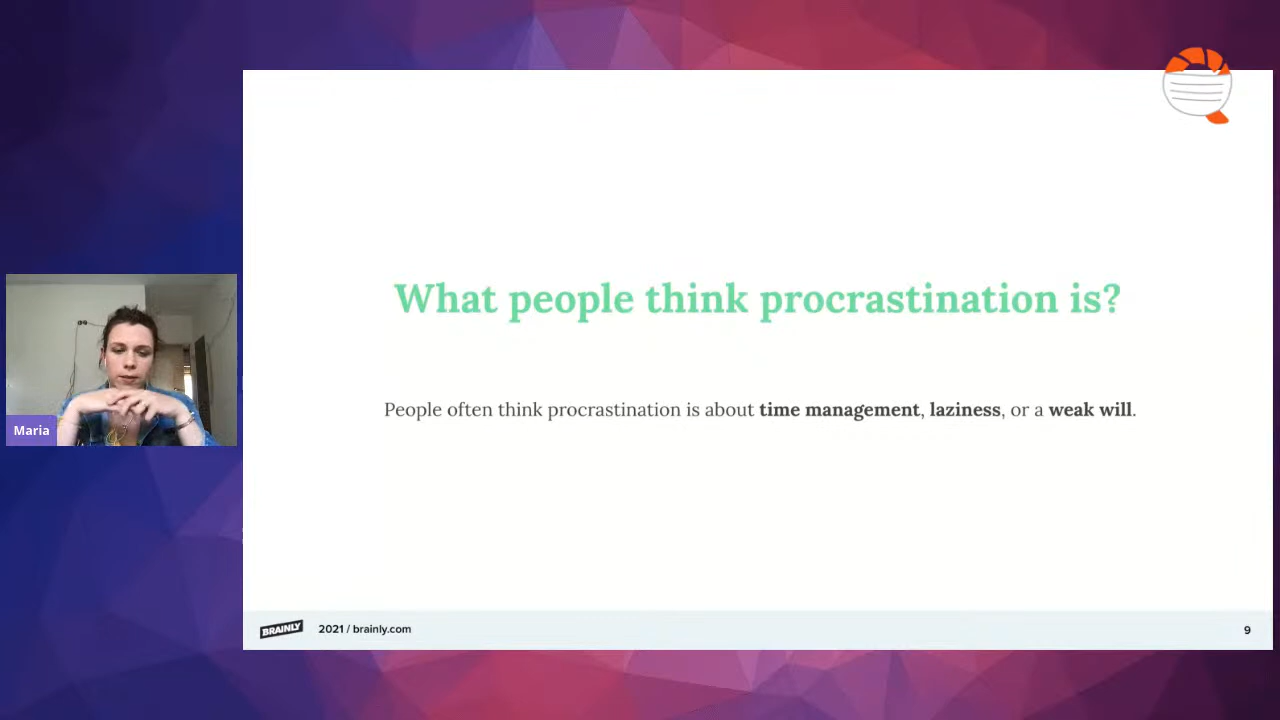 What people think procrastination is?
People often think procrastination is about time management, laziness, or a weak will.
Maria
BRAINLY 2021 / brainly.com 9